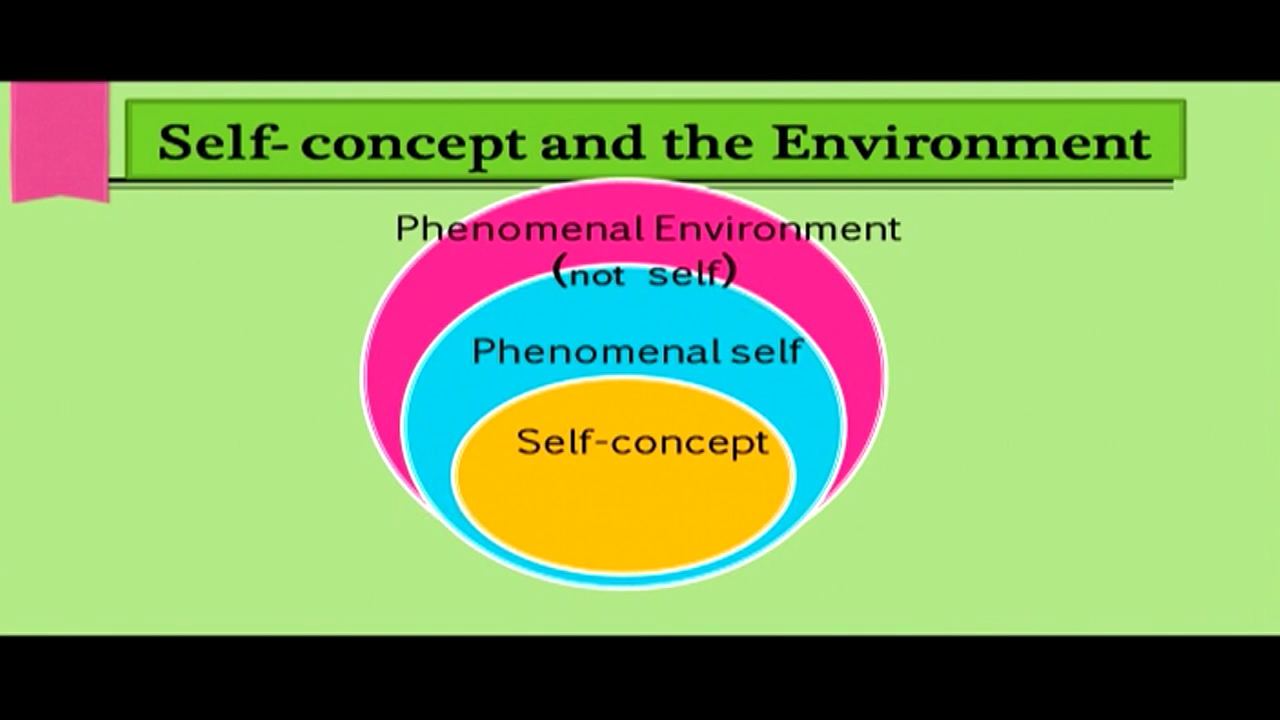 Self- concept and the Environment
Phenomenal Environment
(not self)
Phenomenal self
Self-concept